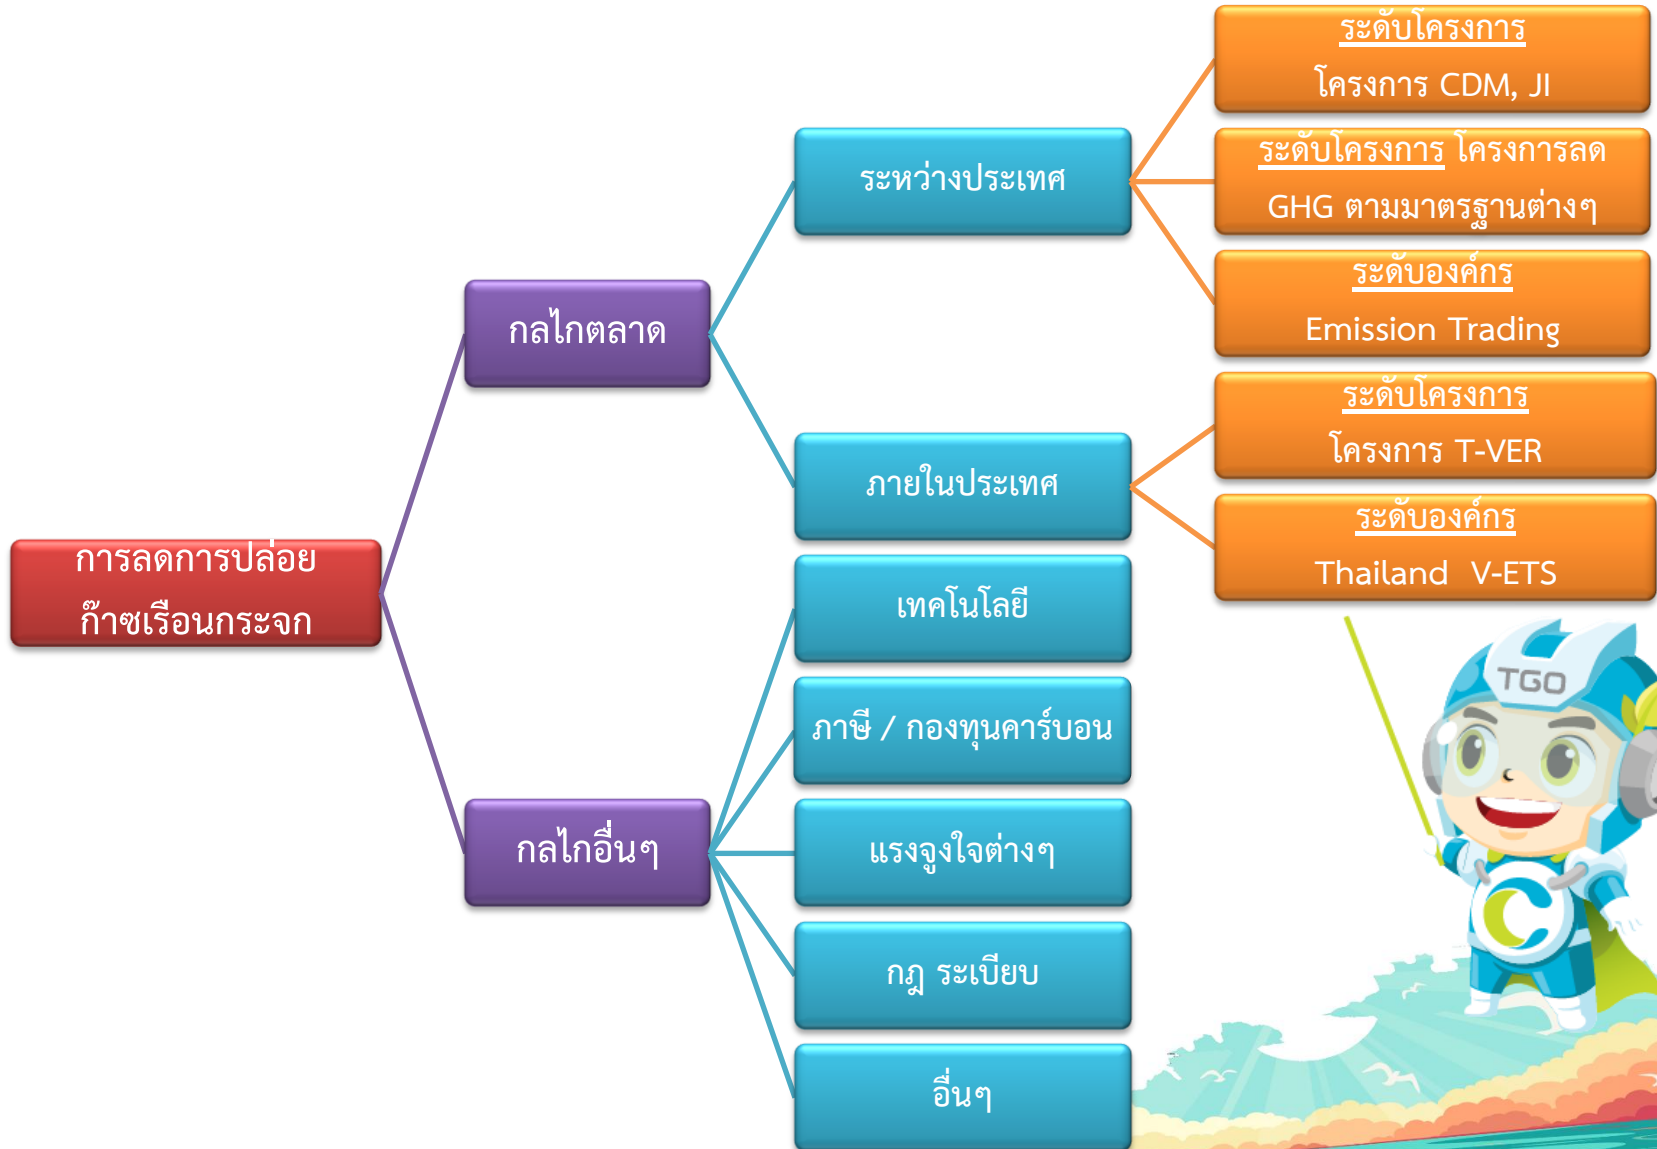 การลดการปล่อย
ก๊าซเรือนกระจก
กลไกตลาด
ระหว่างประเทศ
ระดับโครงการ
โครงการ CDM, JI
ระดับโครงการ โครงการลด
GHG ตามมาตรฐานต่างๆ
ระดับองค์กร
Emission Trading
ภายในประเทศ
ระดับโครงการ
โครงการ T-VER
ระดับองค์กร
Thailand V-ETS
กลไกอื่นๆ
เทคโนโลยี
ภาษี / กองทุนคาร์บอน
แรงจูงใจต่างๆ
กฎ ระเบียบ
อื่นๆ
TGO
C